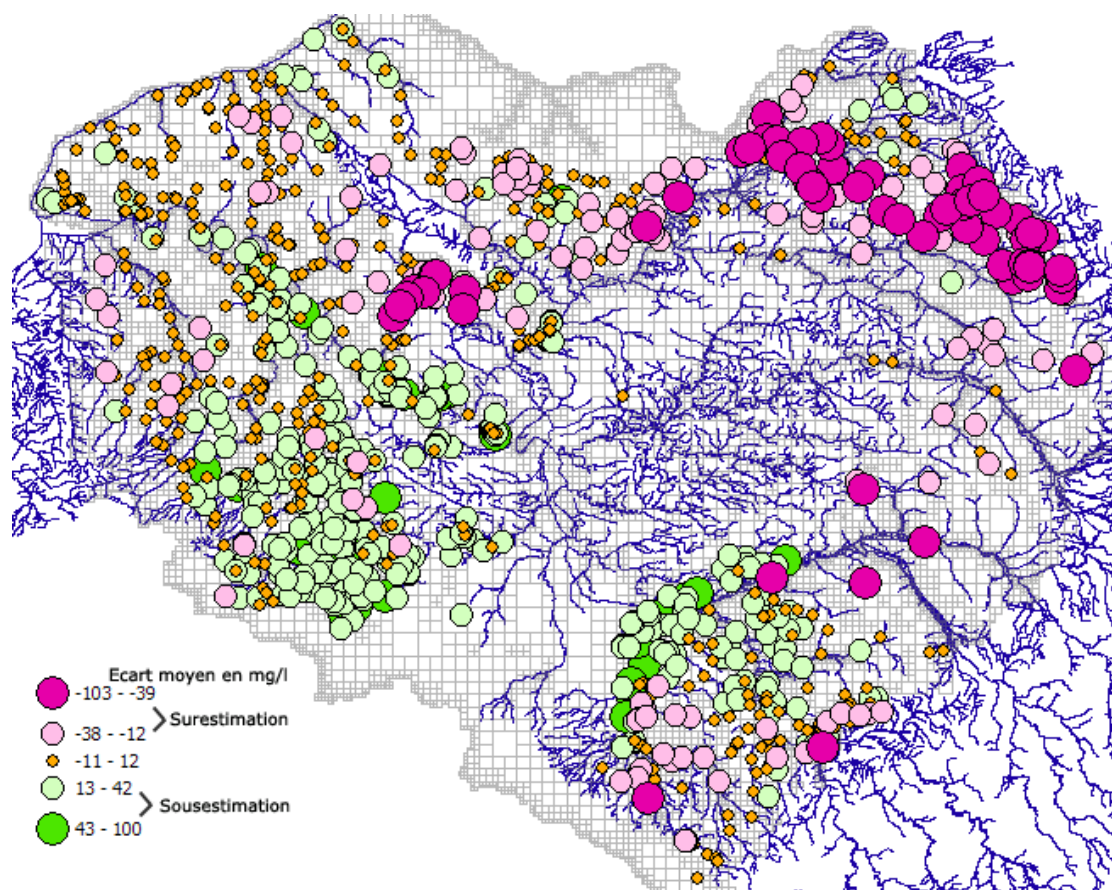 Ecart moyen en mg/l
-103 - -39
Surestimation
-38 - -12
-11 - 12
13 - 42
Sousestimation
43 - 100